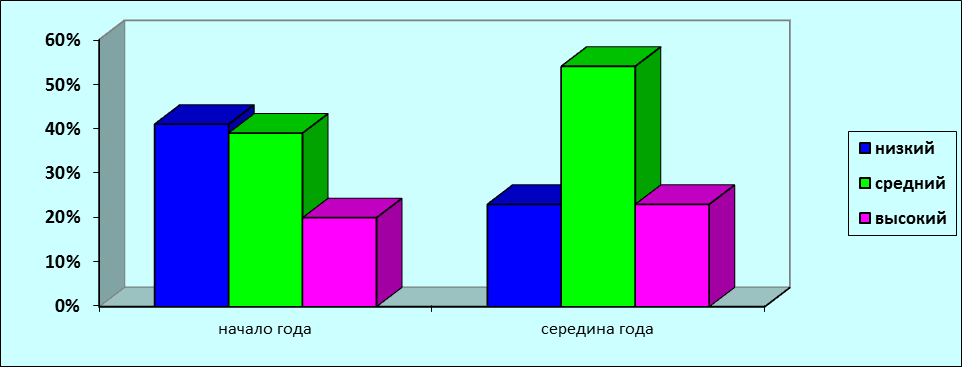 60%
50%
40%
30%
20%
10%
0%
начало года
середина года
низкий
средний
высокий